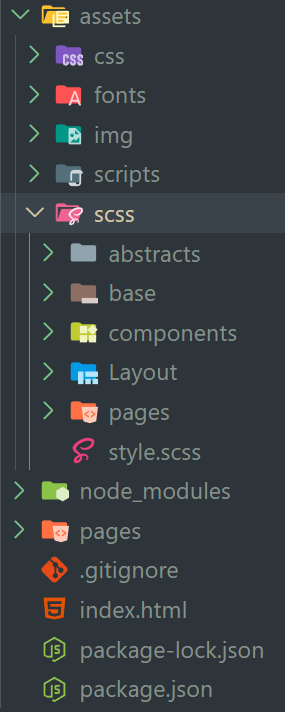 assets
css
fonts
img
scripts
scss
abstracts
base
components
Layout
pages
style.scss
node_modules
pages
.gitignore
index.html
package-lock.json
package.json